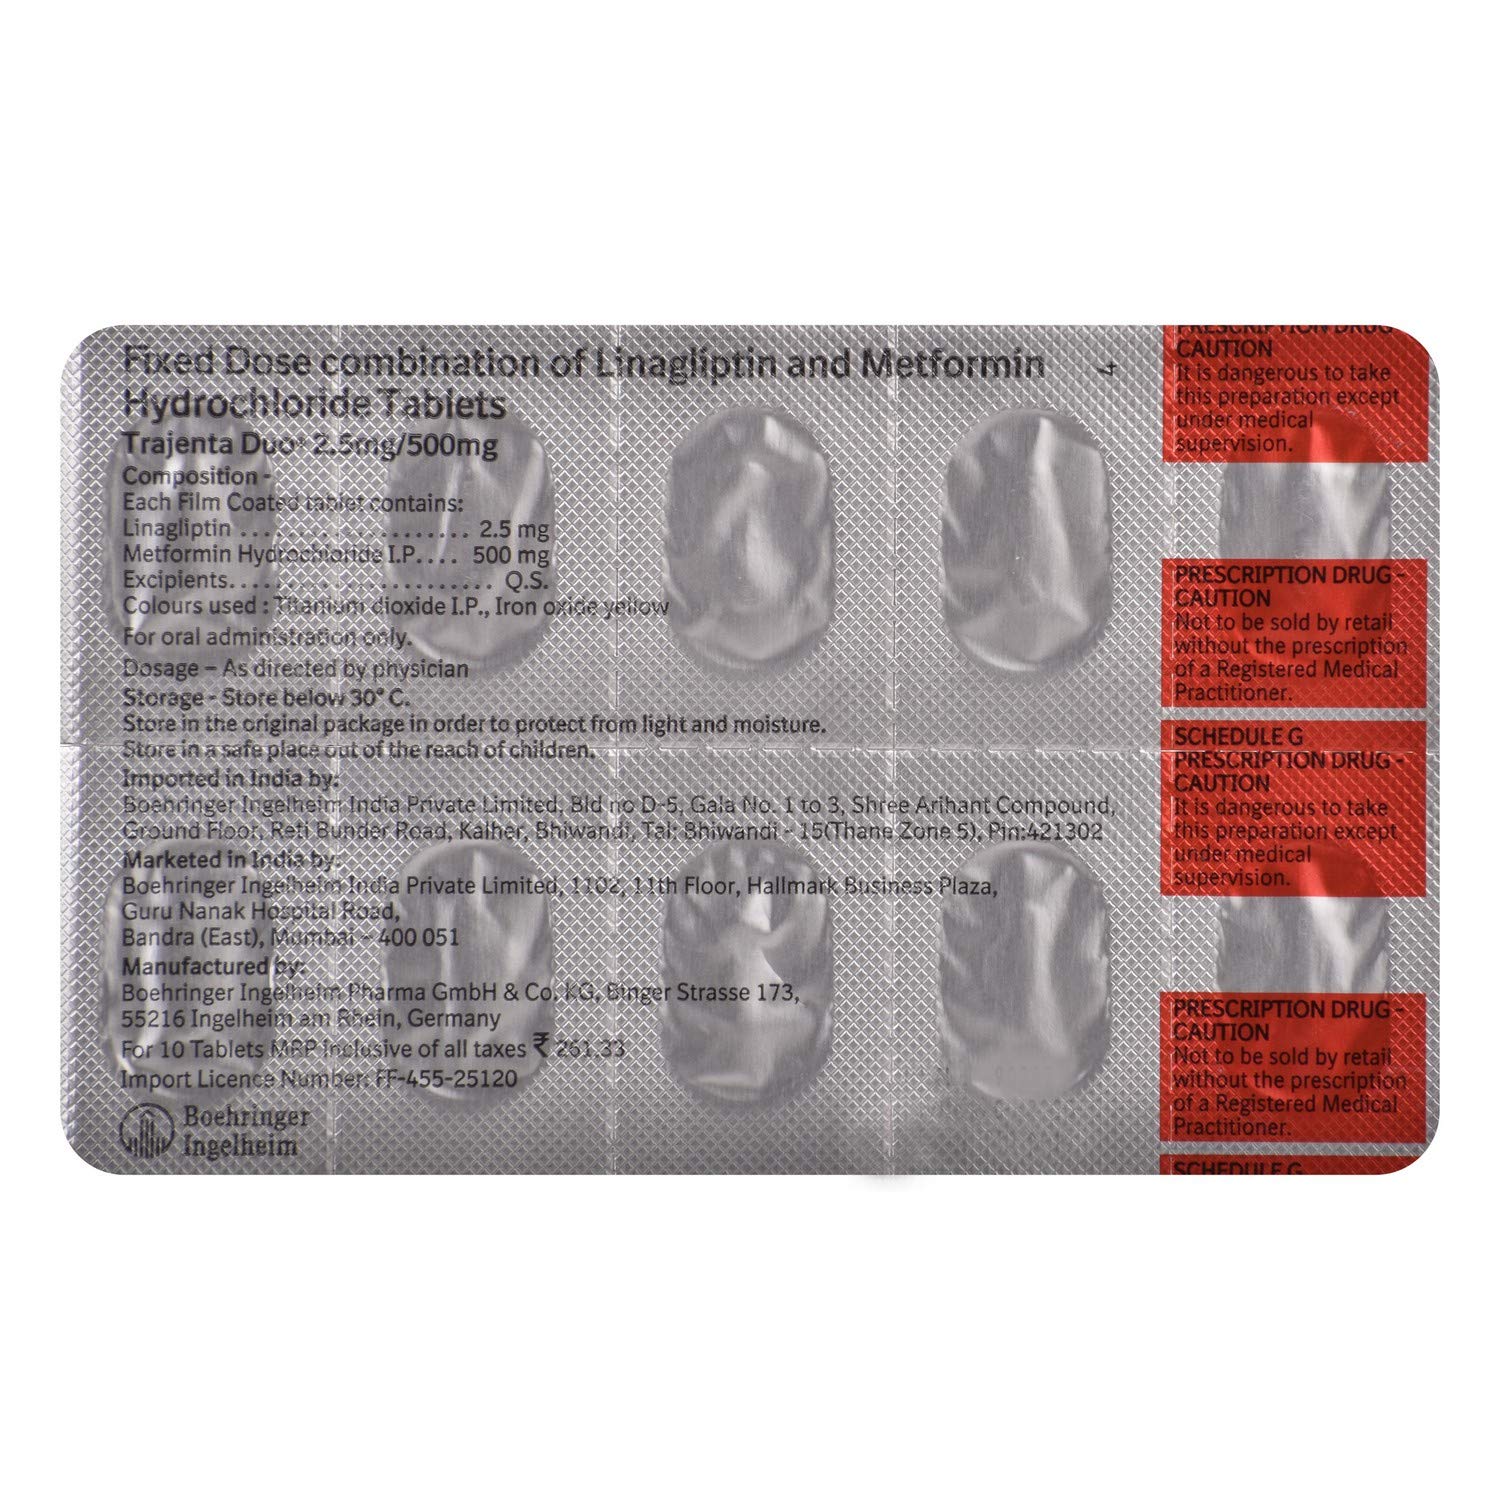 Fixed Dose combination of Linagliptin and Metformin 4
Hydrochloride Tablets
Trajenta Duo® 2.5mg/500mg
Composition -
Each Film Coated tablet contains:
Linagliptin .................. 2.5 mg
Metformin Hydrochloride I.P.... 500 mg
Excipients..................... Q.S.
Colours used : Titanium dioxide I.P., Iron oxide yellow
For oral administration only.
Dosage – As directed by physician
Storage - Store below 30° C.
Store in the original package in order to protect from light and moisture.
Store in a safe place out of the reach of children.
Imported in India by:
Boehringer Ingelheim India Private Limited, Bld no D-5, Gala No. 1 to 3, Shree Arihant Compound,
Ground Floor, Reti Bunder Road, Kalher, Bhiwandi, Tal: Bhiwandi - 15(Thane Zone 5), Pin:421302
Marketed in India by:
Boehringer Ingelheim India Private Limited, 1102, 11th Floor, Hallmark Business Plaza,
Guru Nanak Hospital Road,
Bandra (East), Mumbai – 400 051
Manufactured by:
Boehringer Ingelheim Pharma GmbH & Co. KG, Binger Strasse 173,
55216 Ingelheim am Rhein, Germany
For 10 Tablets MRP Inclusive of all taxes ₹ 261.33
Import Licence Number: FF-455-25120
Boehringer
Ingelheim
PRESCRIPTION DRUG
CAUTION
It is dangerous to take
this preparation except
under medical
supervision.
PRESCRIPTION DRUG -
CAUTION
Not to be sold by retail
without the prescription
of a Registered Medical
Practitioner.
SCHEDULE G
PRESCRIPTION DRUG -
CAUTION
It is dangerous to take
this preparation except
under medical
supervision.
PRESCRIPTION DRUG -
CAUTION
Not to be sold by retail
without the prescription
of a Registered Medical
Practitioner.
SCHEDULE G